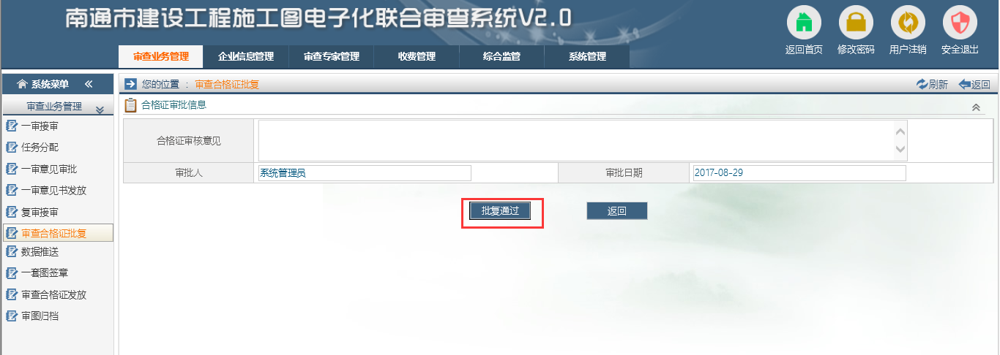 南通市建设工程施工图电子化联合审查系统V2.0
返回首页 修改密码 用户注销 安全退出
审查业务管理 企业信息管理 审查专家管理 收费管理 综合监管 系统管理
系统菜单
您的位置 ： 审查合格证批复
刷新 返回
审查业务管理
合格证审批信息
一审接审
任务分配
一审意见审批
一审意见书发放
复审接审
审查合格证批复
数据推送
一套图签章
审查合格证发放
审图归档
合格证审核意见
审批人 系统管理员 审批日期 2017-08-29
批复通过 返回